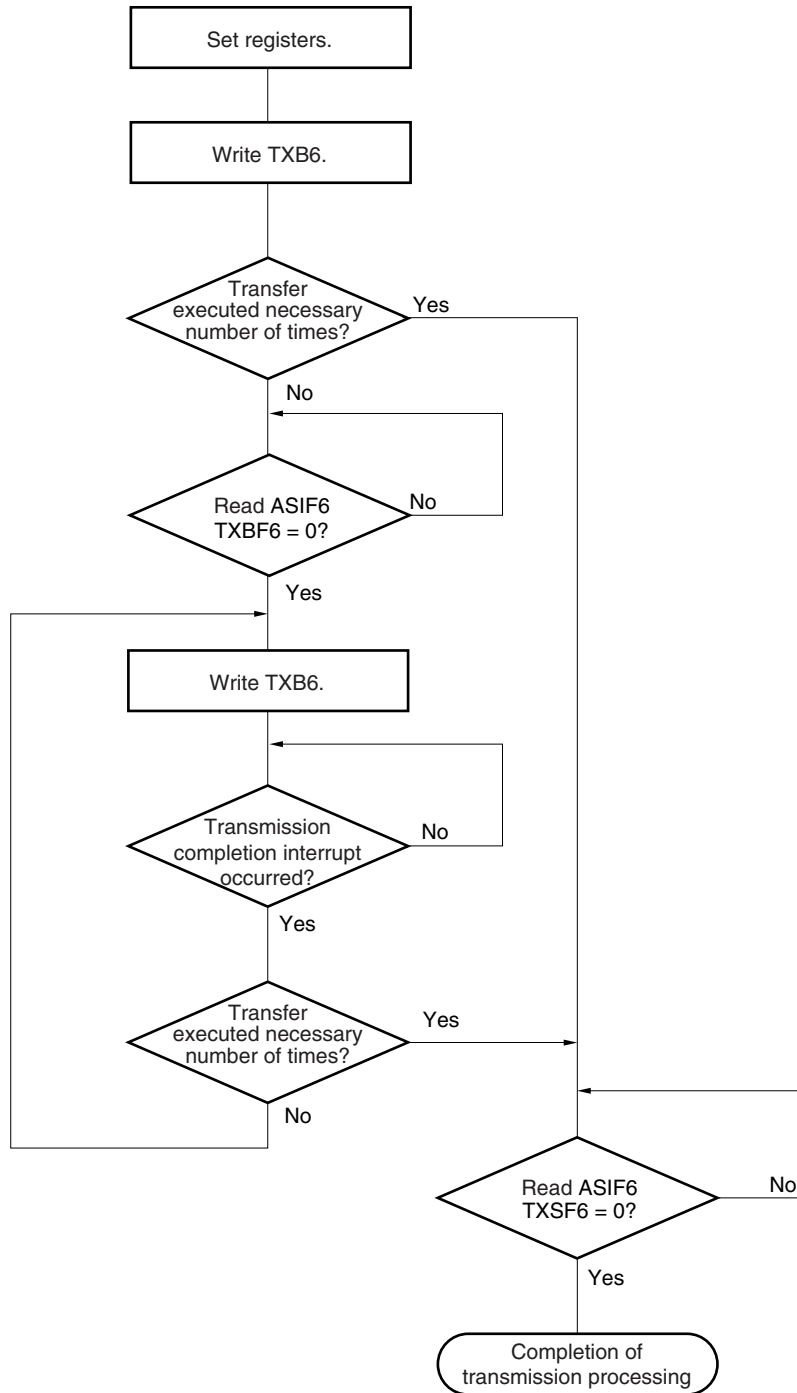 Set registers.
Write TXB6.
Transfer
executed necessary
number of times?
Yes
No
Read ASIF6
TXBF6 = 0?
No
Yes
Write TXB6.
Transmission
completion interrupt
occurred?
No
Yes
Transfer
executed necessary
number of times?
Yes
No
Read ASIF6
TXSF6 = 0?
No
Yes
Completion of
transmission processing